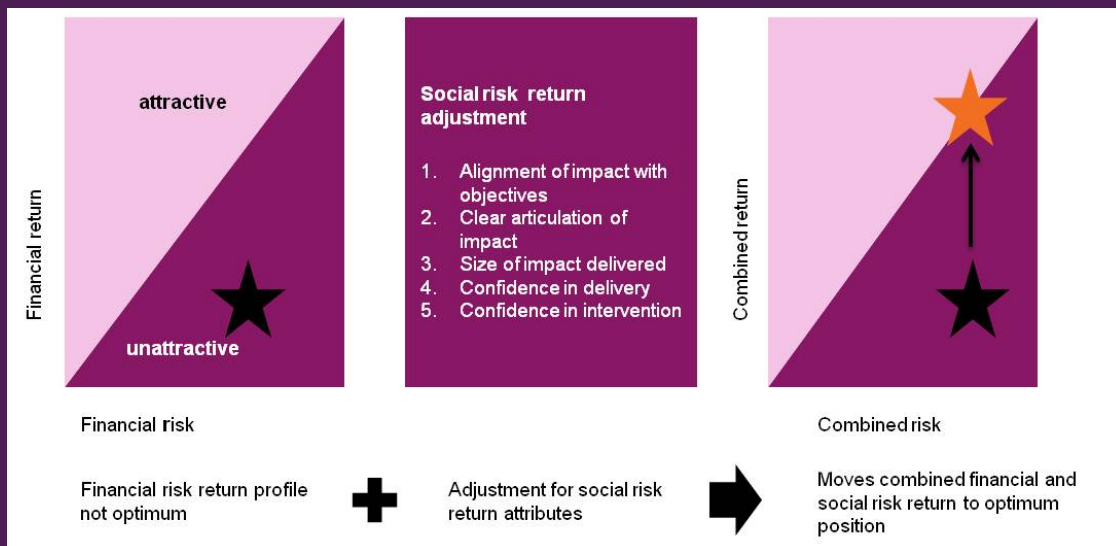 Financial return
attractive
unattractive
Financial risk
Social risk return
adjustment
1. Alignment of impact with
objectives
2. Clear articulation of
impact
3. Size of impact delivered
4. Confidence in delivery
5. Confidence in intervention
Combined return
Combined risk
Financial risk return profile
not optimum
Adjustment for social risk
return attributes
Moves combined financial and
social risk return to optimum
position